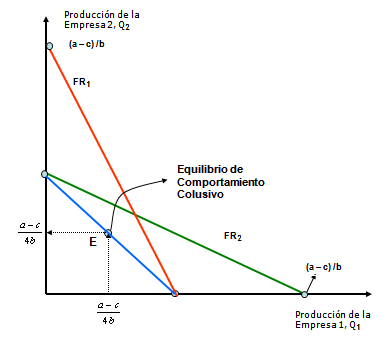 Producción de la
Empresa 2, Q2
(a – c) /b
FR1
Equilibrio de
Comportamiento
Colusivo
a – c
4b
E
FR2
(a – c) /b
a – c
4b
Producción de la
Empresa 1, Q1